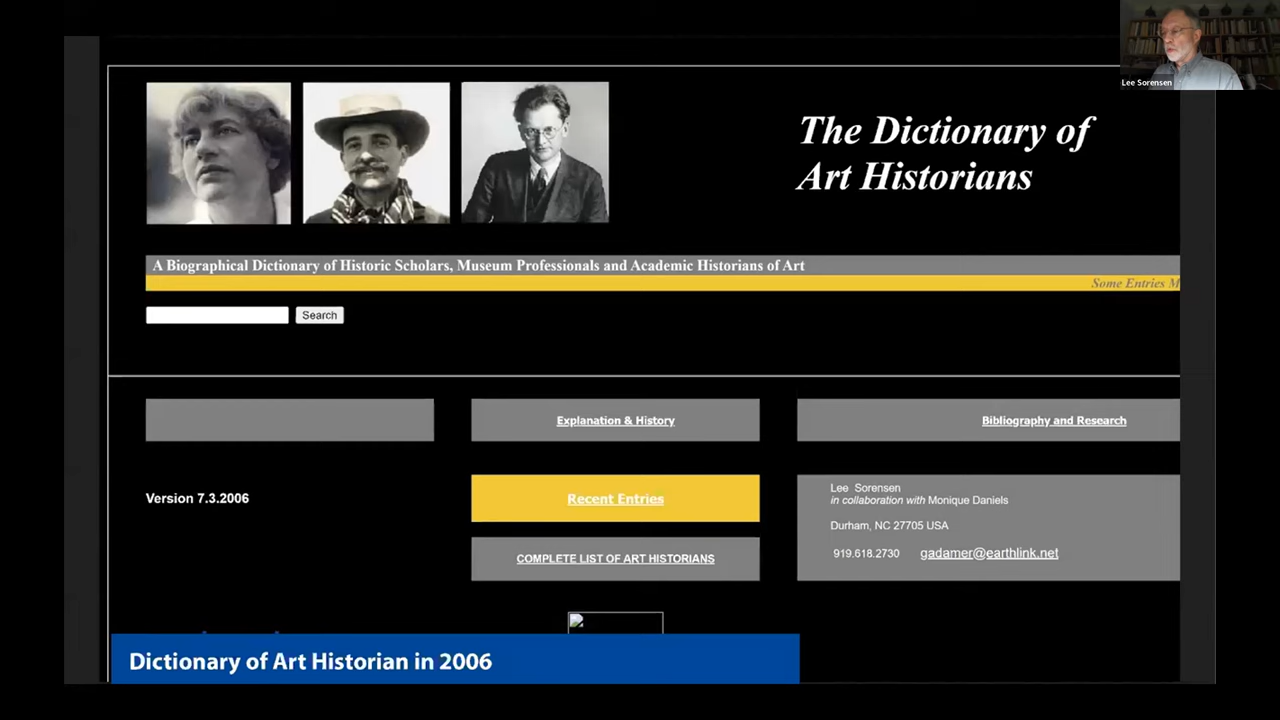 Lee Sorensen
The Dictionary of
Art Historians
A Biographical Dictionary of Historic Scholars, Museum Professionals and Academic Historians of Art
Some Entries M
Search
Explanation & History
Bibliography and Research
Version 7.3.2006
Recent Entries
COMPLETE LIST OF ART HISTORIANS
Lee Sorensen
in collaboration with Monique Daniels
Durham, NC 27705 USA
919.618.2730 gadamer@earthlink.net
Dictionary of Art Historian in 2006